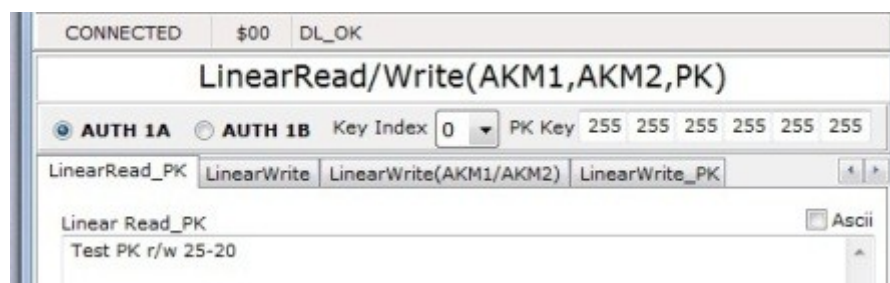 CONNECTED $00 DL_OK
LinearRead/Write(AKM1,AKM2,PK)
AUTH 1A AUTH 1B Key Index 0 PK Key 255 255 255 255 255 255
LinearRead_PK LinearWrite LinearWrite(AKM1/AKM2) LinearWrite_PK
Linear Read_PK Ascii
Test PK r/w 25-20